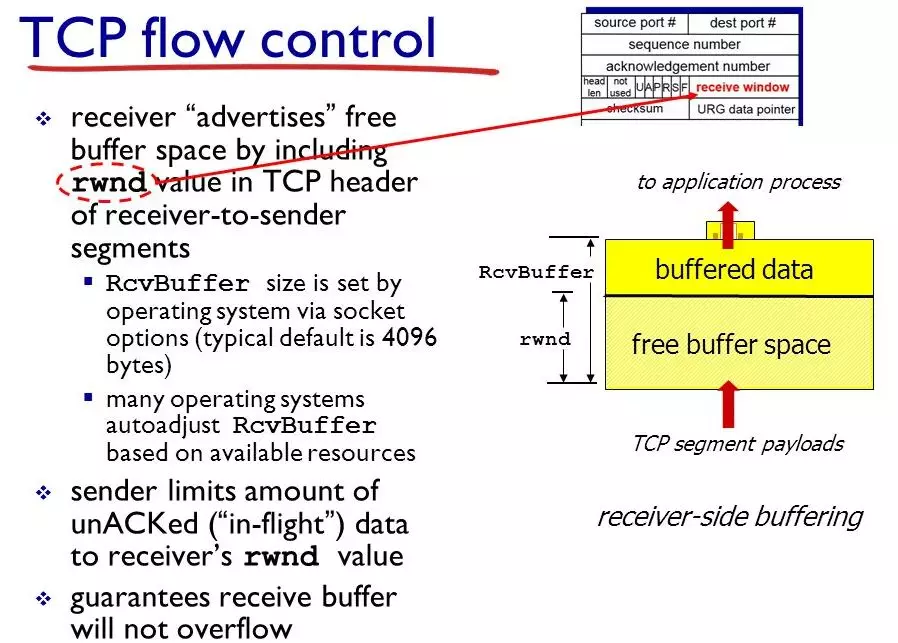 TCP flow control
receiver “advertises” free
buffer space by including
rwnd value in TCP header
of receiver-to-sender
segments
RcvBuffer size is set by
operating system via socket
options (typical default is 4096
bytes)
many operating systems
autoadjust RcvBuffer
based on available resources
sender limits amount of
unACKed (“in-flight”) data
to receiver’s rwnd value
guarantees receive buffer
will not overflow
source port #
dest port #
sequence number
acknowledgement number
head
len
not
used
U A P R S F
receive window
checksum
URG data pointer
to application process
RcvBuffer
buffered data
rwnd
free buffer space
TCP segment payloads
receiver-side buffering